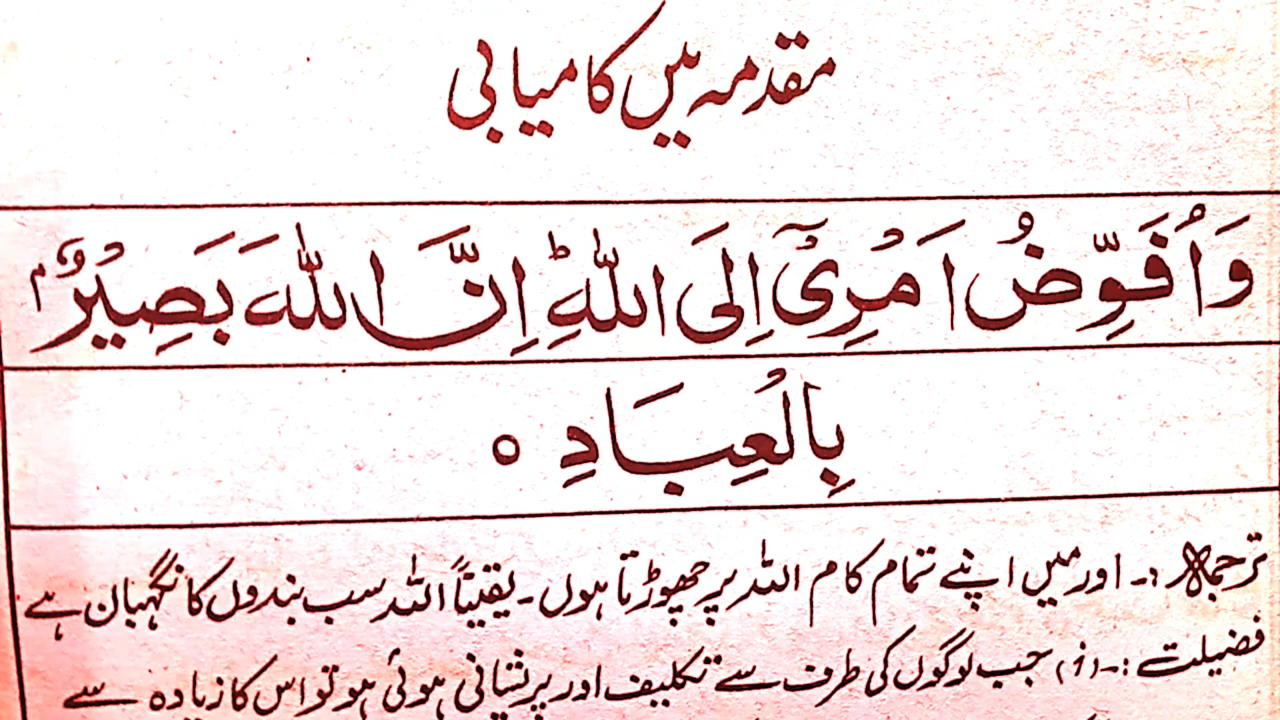 مقدمہ میں کامیابی
وَاُفَوِّضُ اَمْرِیْۤ اِلَی اللّٰهِ ؕ اِنَّ اللّٰهَ بَصِیْرٌۢ
بِالْعِبَادِ ٥
ترجمہ :۔ اور میں اپنے تمام کام اللہ پر چھوڑتا ہوں۔ یقیناً اللہ سب بندوں کا نگہبان ہے
فضیلت :۔ (۱) جب لوگوں کی طرف سے تکلیف اور پریشانی ہوئی ہو تو اس کا زیادہ سے